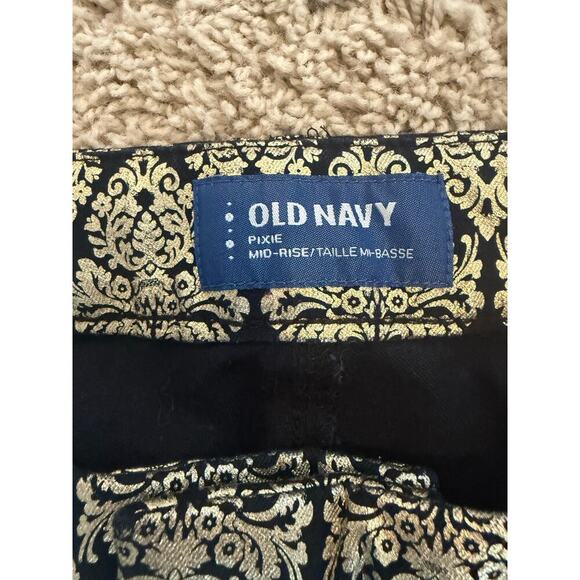 OLD NAVY
PIXIE
MID-RISE/TAILLE MI-BASSE